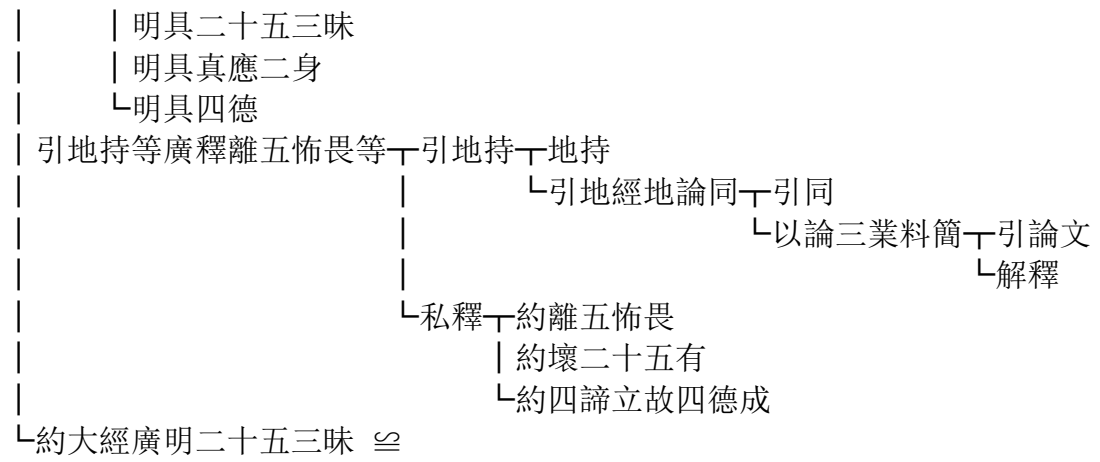 ｜　　｜明具二十五三昧
｜　　｜明具真應二身
｜　　└明具四德
｜引地持等廣釋離五怖畏等┬引地持┬地持
｜　　　　　　　　　　　　｜　　　└引地經地論同┬引同
｜　　　　　　　　　　　　｜　　　　　　　　　　└以論三業料簡┬引論文
｜　　　　　　　　　　　　｜　　　　　　　　　　　　　　　　　└解釋
｜　　　　　　　　　　　　└私釋┬約離五怖畏
｜　　　　　　　　　　　　　　　｜約壞二十五有
｜　　　　　　　　　　　　　　　└約四諦立故四德成
└約大經廣明二十五三昧 ≌